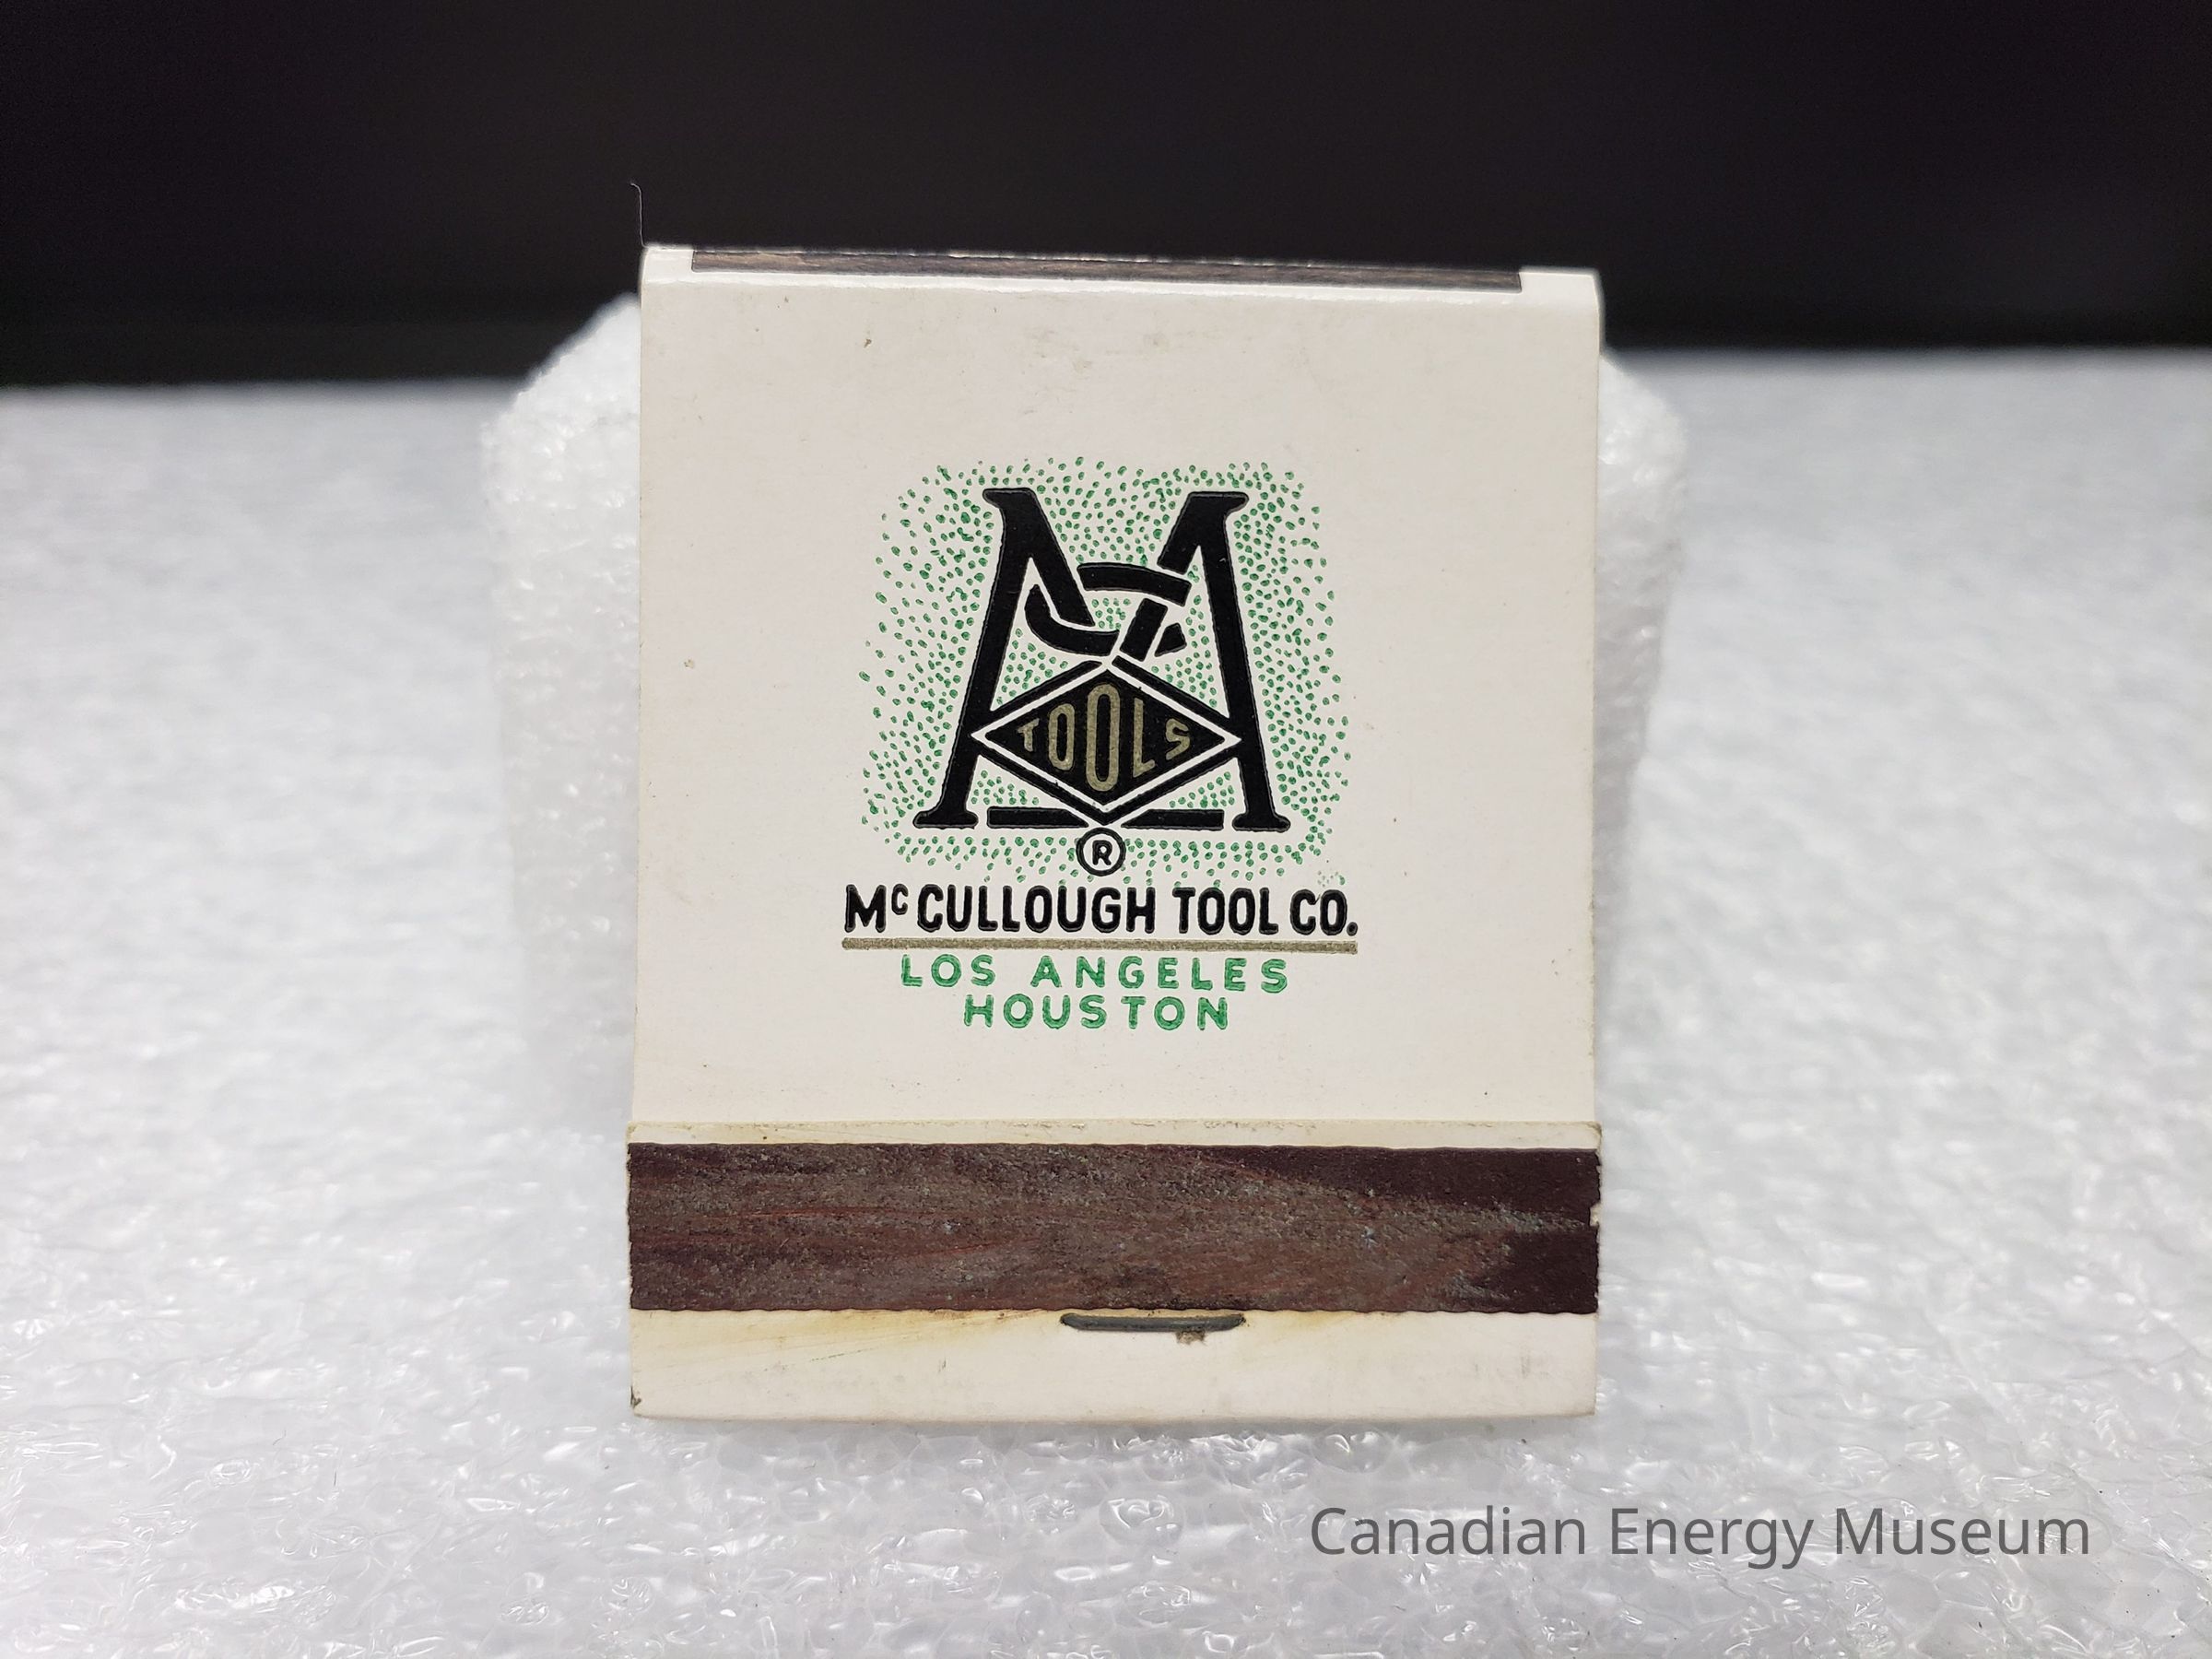 TOOLS
®
McCULLOUGH TOOL CO.
LOS ANGELES
HOUSTON
Canadian Energy Museum